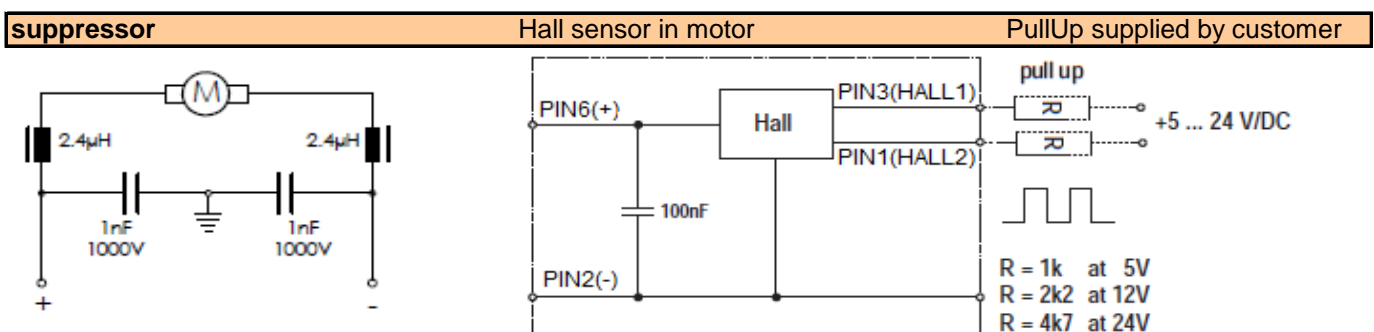 suppressor Hall sensor in motor PullUp supplied by customer
M
2.4µH 2.4µH
1nF 1nF
1000V 1000V
+ -
PIN6(+)
Hall
PIN3(HALL1)
PIN1(HALL2)
100nF
PIN2(-)
pull up
R
R
+5 ... 24 V/DC
R = 1k at 5V
R = 2k2 at 12V
R = 4k7 at 24V